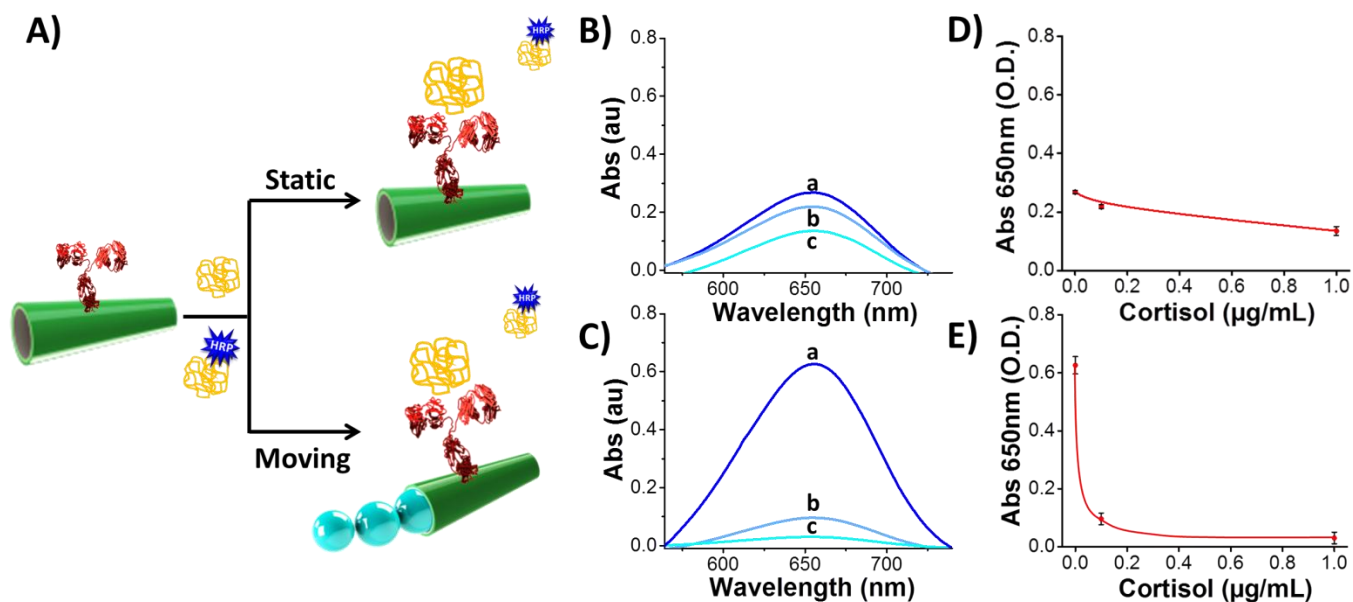 A)
HRP
Static
HRP
HRP
Moving
B)
Abs (au)
0.8
0.6
0.4
0.2
0.0
a
b
c
600
650
700
Wavelength (nm)
C)
Abs (au)
0.8
0.6
0.4
0.2
0.0
a
b
c
600
650
700
Wavelength (nm)
D)
Abs 650nm (O.D.)
0.8
0.6
0.4
0.2
0.0
0.0 0.2 0.4 0.6 0.8 1.0
Cortisol (µg/mL)
E)
Abs 650nm (O.D.)
0.8
0.6
0.4
0.2
0.0
0.0 0.2 0.4 0.6 0.8 1.0
Cortisol (µg/mL)